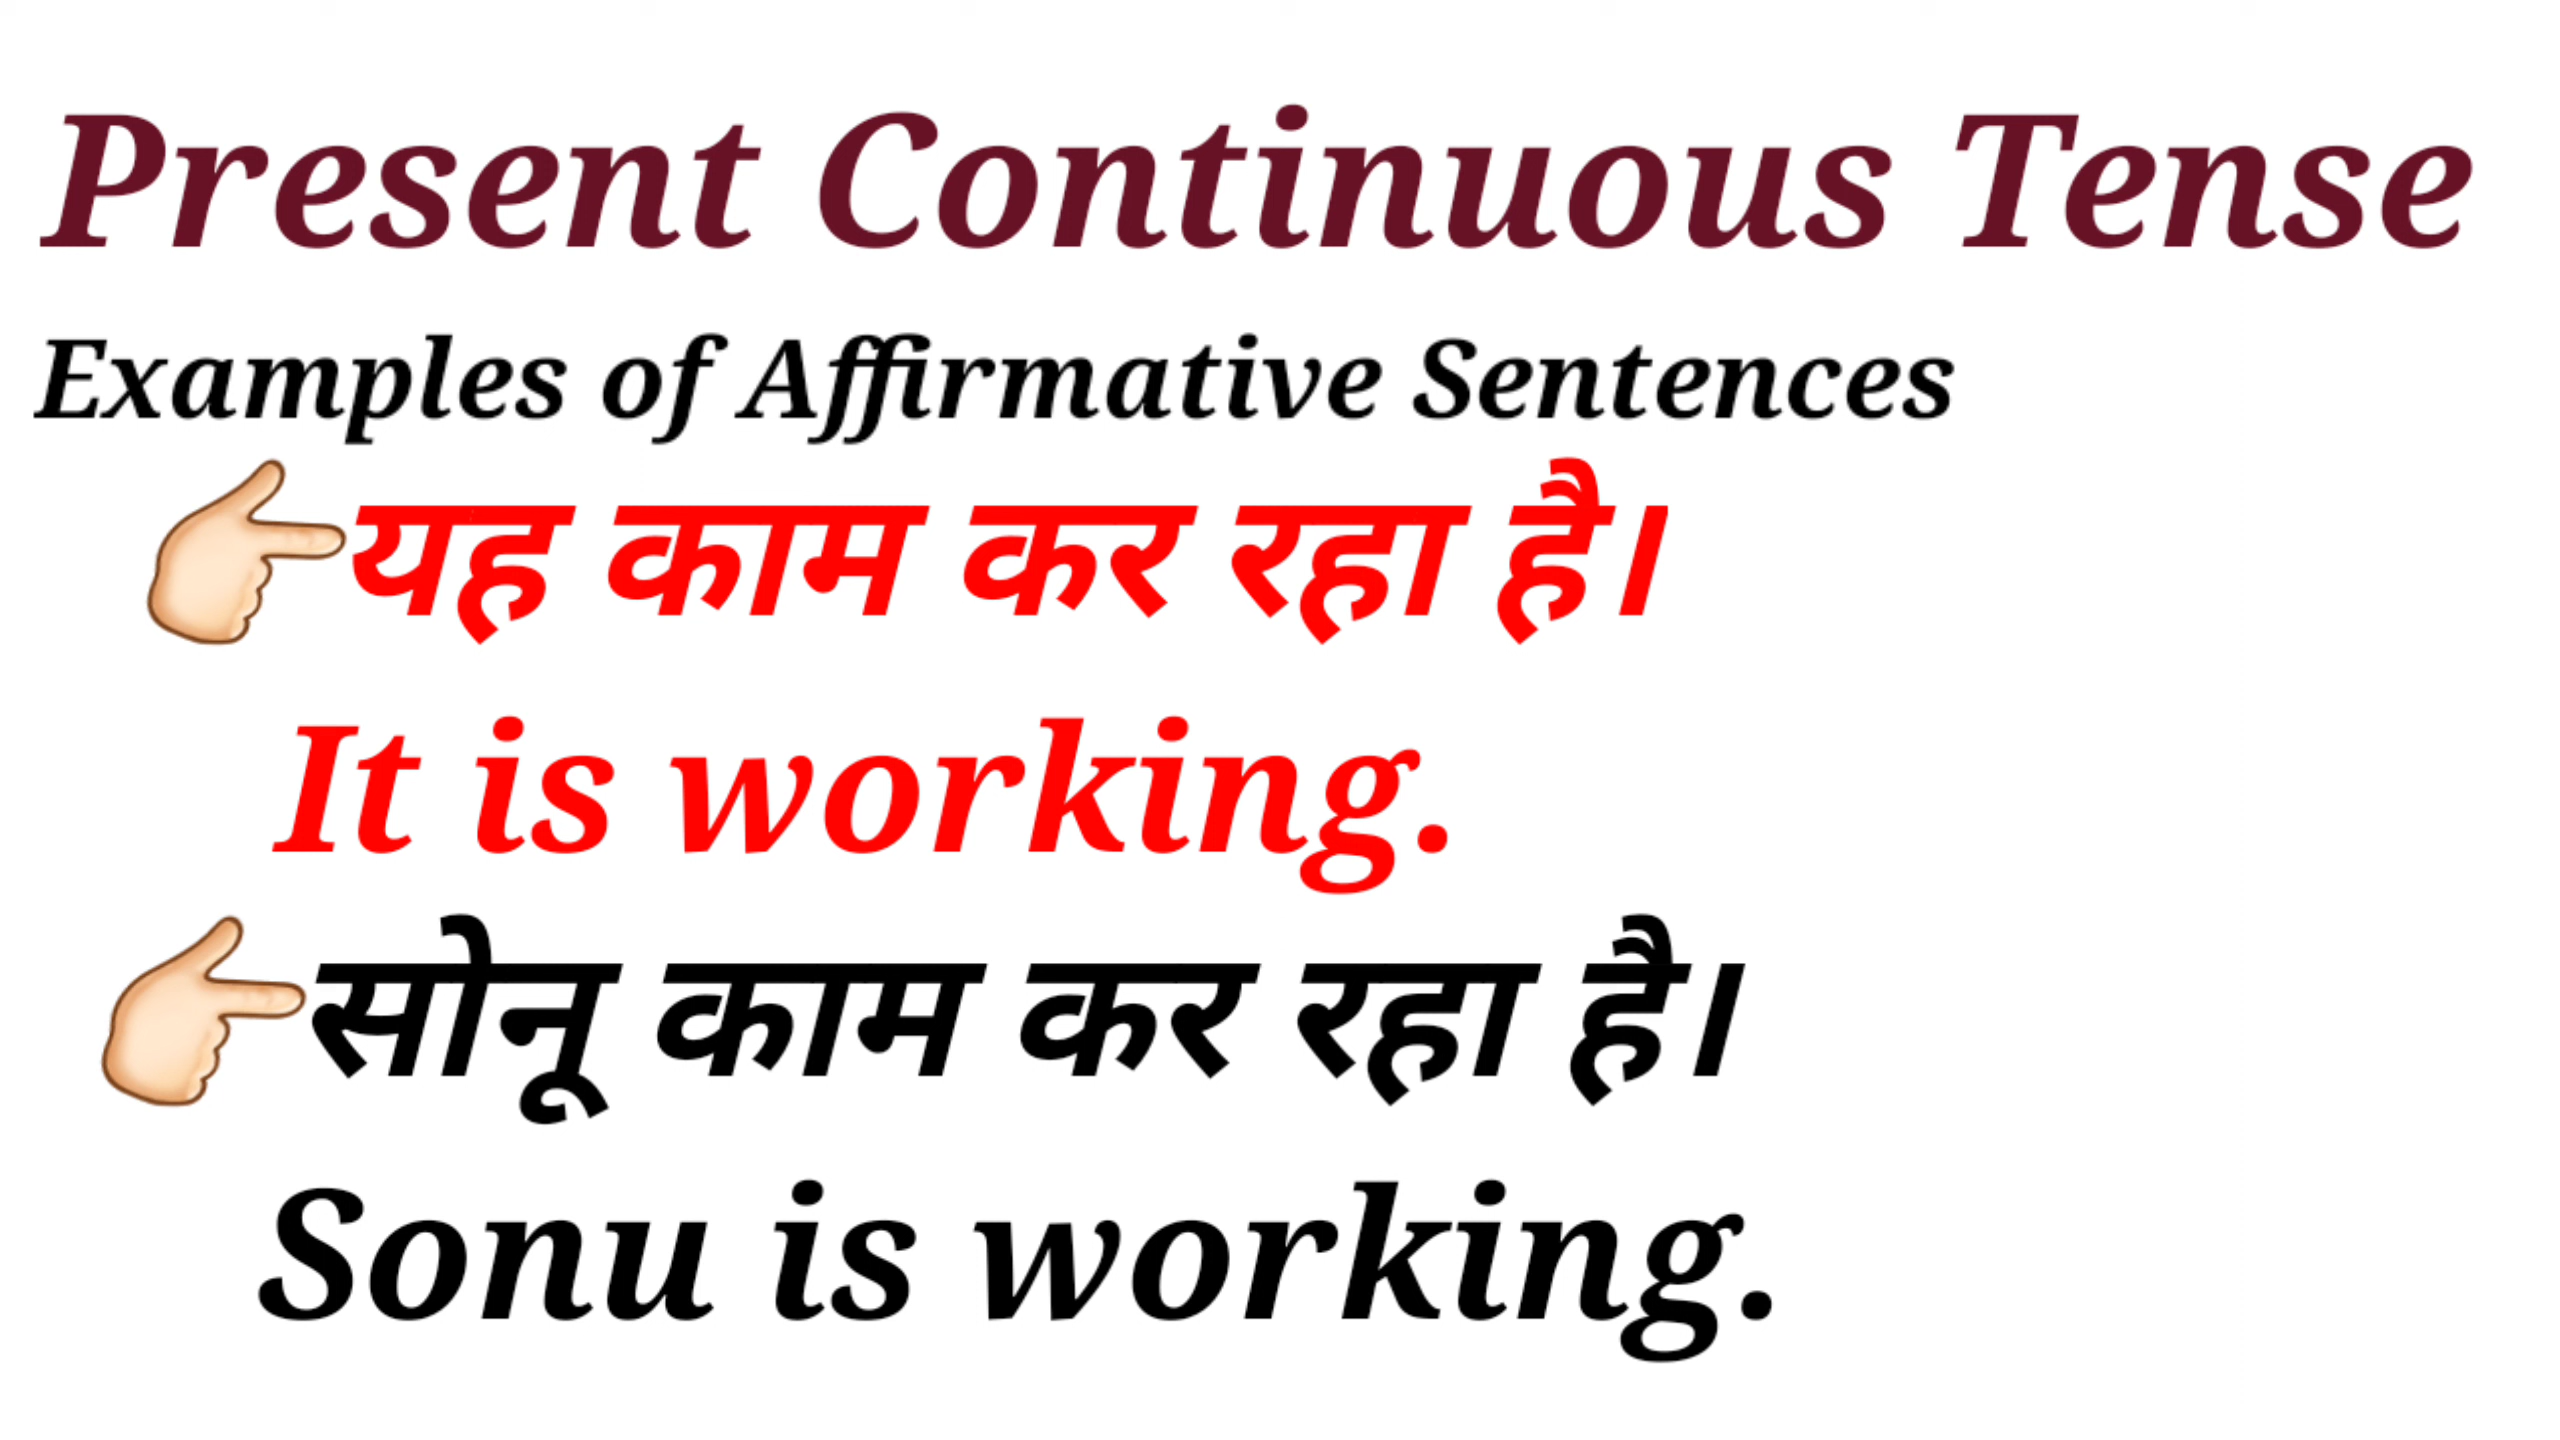 Present Continuous Tense
Examples of Affirmative Sentences
👉🏻यह काम कर रहा है।
It is working.
👉🏻सोनू काम कर रहा है।
Sonu is working.